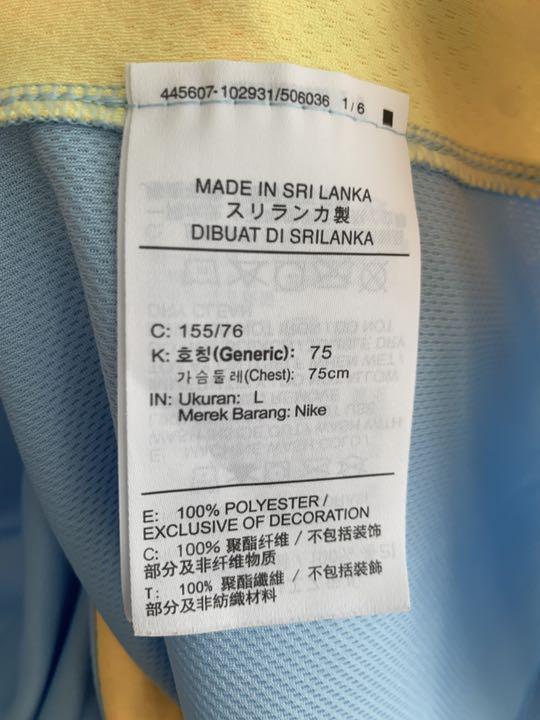 445607-102931/506036 1/6
MADE IN SRI LANKA
スリランカ製
DIBUAT DI SRILANKA
C: 155/76
K: 호칭(Generic): 75
가슴둘레(Chest): 75cm
IN: Ukuran: L
Merek Barang: Nike
E: 100% POLYESTER /
EXCLUSIVE OF DECORATION
C: 100% 聚酯纤维 / 不包括装饰
部分及非纤维物质
T: 100% 聚酯纖維 / 不包括裝飾
部分及非紡織材料